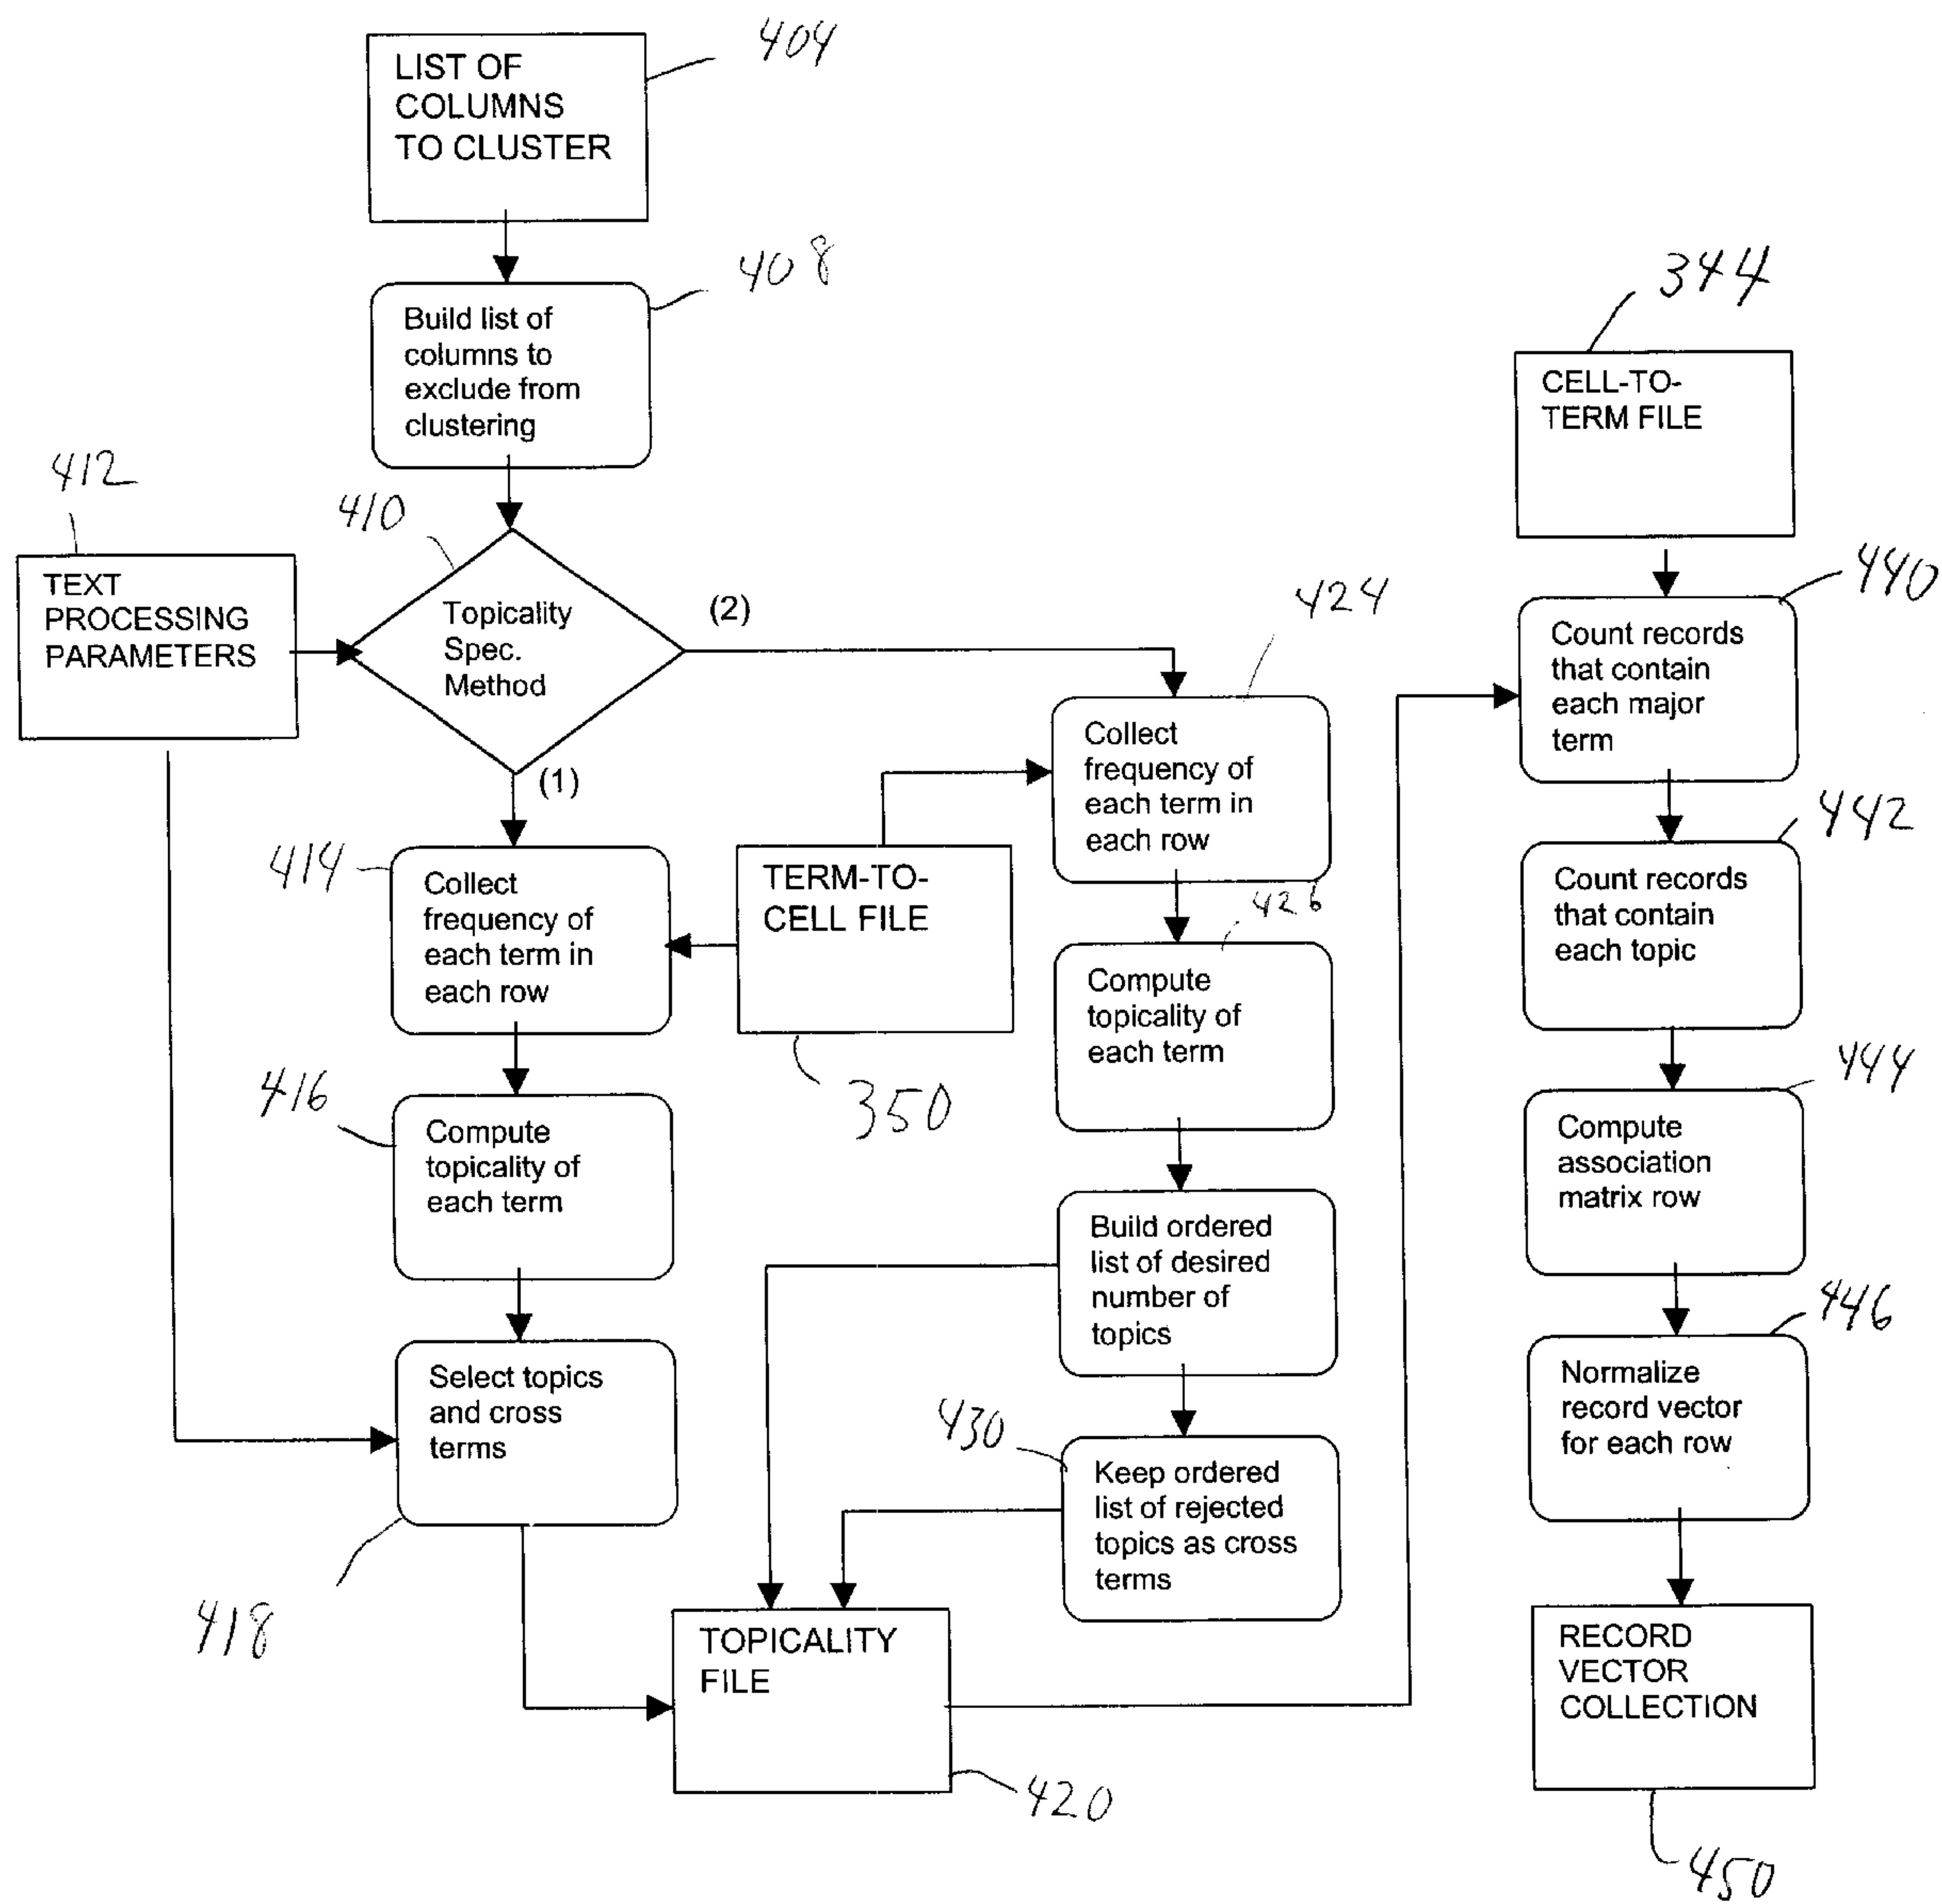 404
LIST OF
COLUMNS
TO CLUSTER
408
Build list of
columns to
exclude from
clustering
412
TEXT
PROCESSING
PARAMETERS
410
Topicality
Spec.
Method
(2)
(1)
414
Collect
frequency of
each term in
each row
416
Compute
topicality of
each term
Select topics
and cross
terms
418
TERM-TO-
CELL FILE
350
424
Collect
frequency of
each term in
each row
426
Compute
topicality of
each term
Build ordered
list of desired
number of
topics
430
Keep ordered
list of rejected
topics as cross
terms
TOPICALITY
FILE
420
344
CELL-TO-
TERM FILE
440
Count records
that contain
each major
term
442
Count records
that contain
each topic
444
Compute
association
matrix row
446
Normalize
record vector
for each row
RECORD
VECTOR
COLLECTION
450